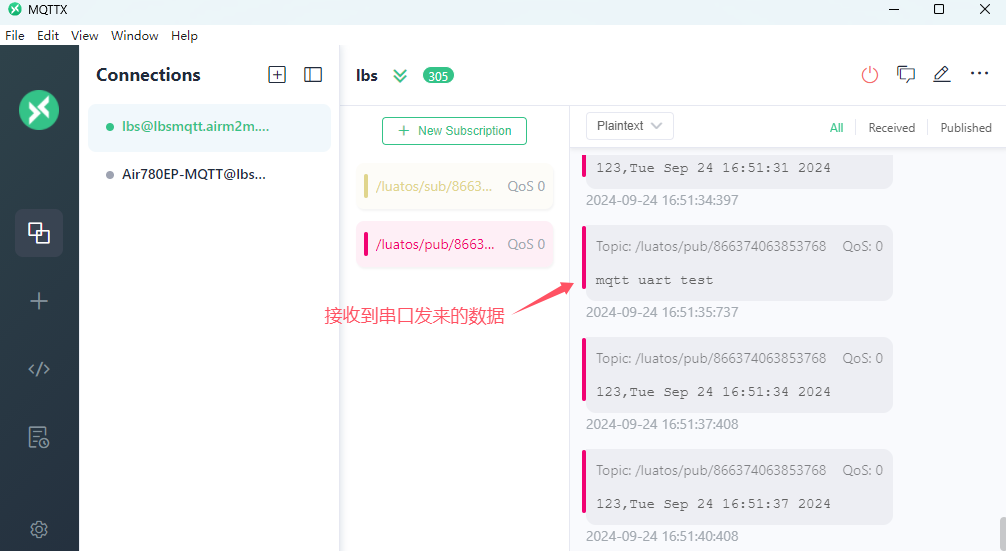 MQTTX
File Edit View Window Help
Connections
lbs@lbsmqtt.airm2m....
Air780EP-MQTT@lbs...
lbs 305
New Subscription
/luatos/sub/8663... QoS 0
/luatos/pub/8663... QoS 0
接收到串口发来的数据
Plaintext
All Received Published
123,Tue Sep 24 16:51:31 2024
2024-09-24 16:51:34:397
Topic: /luatos/pub/866374063853768 QoS: 0
mqtt uart test
2024-09-24 16:51:35:737
Topic: /luatos/pub/866374063853768 QoS: 0
123,Tue Sep 24 16:51:34 2024
2024-09-24 16:51:37:408
Topic: /luatos/pub/866374063853768 QoS: 0
123,Tue Sep 24 16:51:37 2024
2024-09-24 16:51:40:408